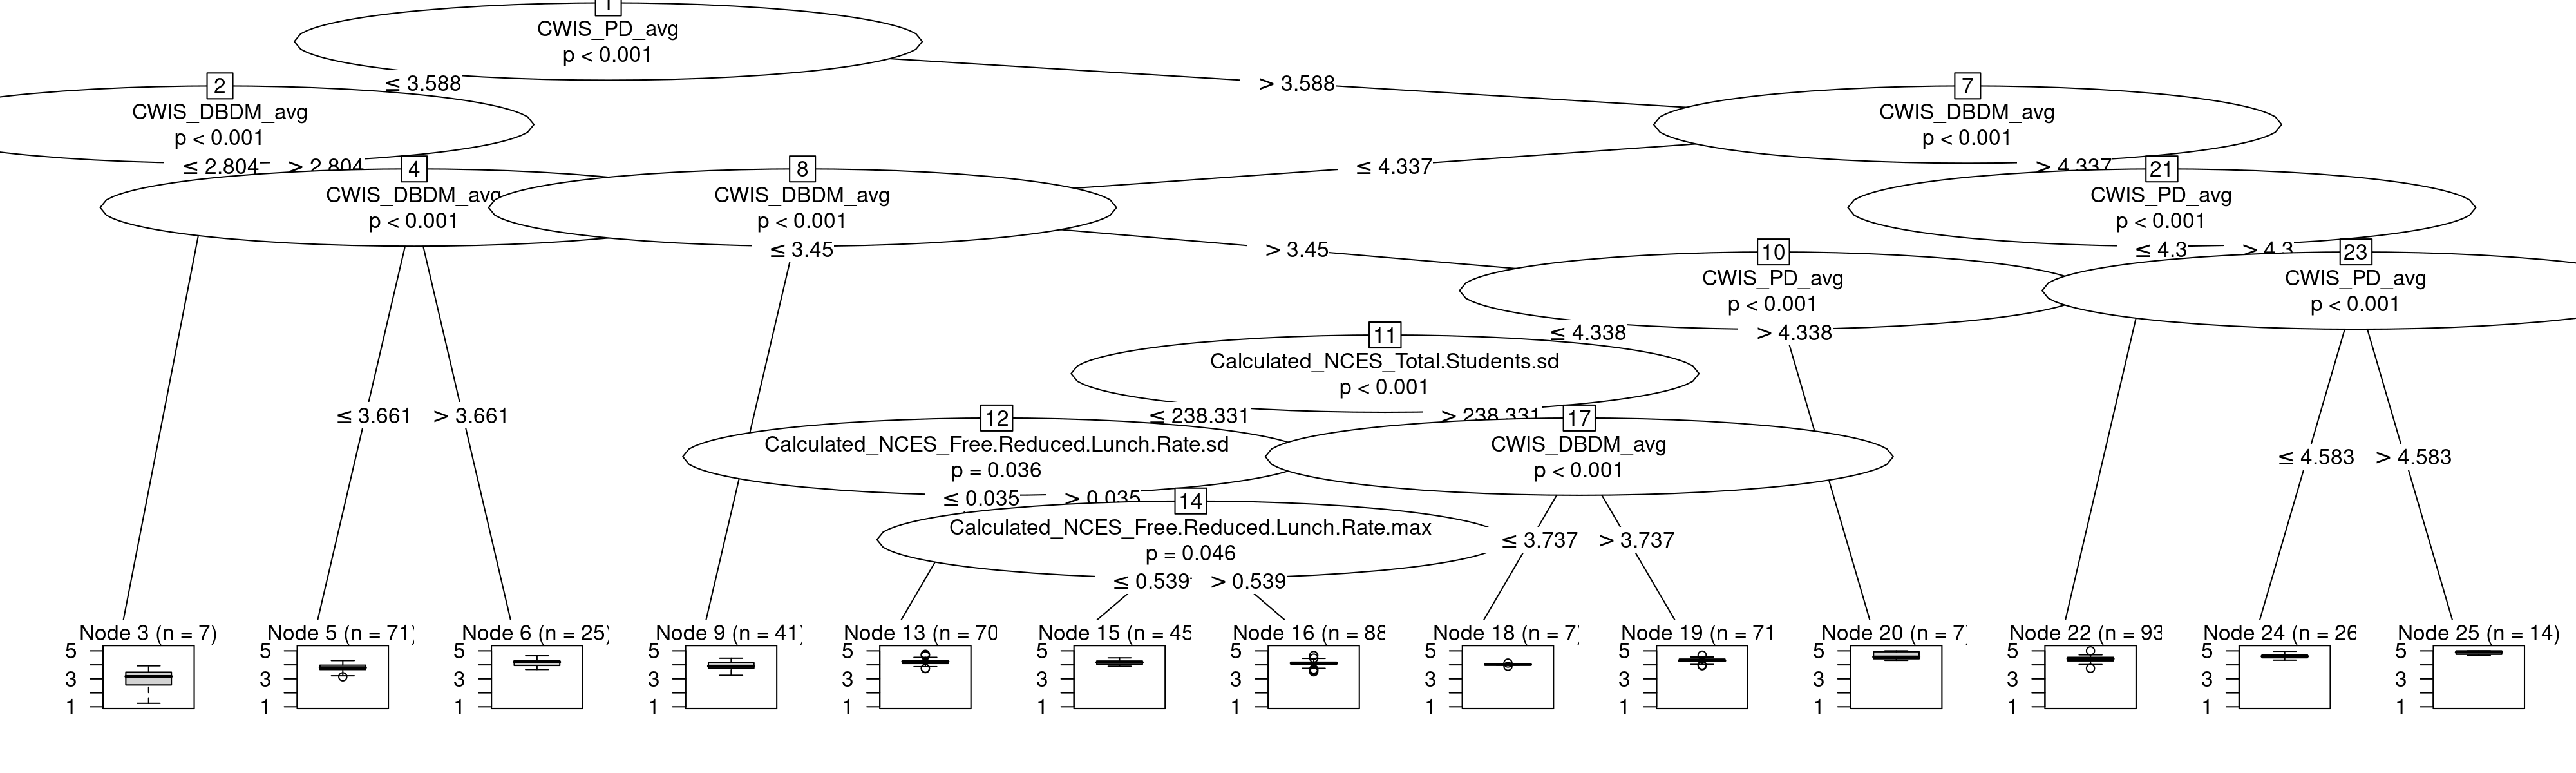 1
CWIS_PD_avg
p < 0.001
≤ 3.588
> 3.588
2
CWIS_DBDM_avg
p < 0.001
7
CWIS_DBDM_avg
p < 0.001
≤ 2.804
> 2.804
≤ 4.337
> 4.337
4
CWIS_DBDM_avg
p < 0.001
8
CWIS_DBDM_avg
p < 0.001
21
CWIS_PD_avg
p < 0.001
≤ 3.45
> 3.45
≤ 4.3
> 4.3
10
CWIS_PD_avg
p < 0.001
23
CWIS_PD_avg
p < 0.001
≤ 4.338
> 4.338
11
Calculated_NCES_Total.Students.sd
p < 0.001
≤ 3.661
> 3.661
≤ 238.331
> 238.331
12
Calculated_NCES_Free.Reduced.Lunch.Rate.sd
p = 0.036
17
CWIS_DBDM_avg
p < 0.001
≤ 4.583
> 4.583
≤ 0.035
> 0.035
14
Calculated_NCES_Free.Reduced.Lunch.Rate.max
p = 0.046
≤ 3.737
> 3.737
≤ 0.539
> 0.539
Node 3 (n = 7)
5
3
1
Node 5 (n = 71)
5
3
1
Node 6 (n = 25)
5
3
1
Node 9 (n = 41)
5
3
1
Node 13 (n = 70
5
3
1
Node 15 (n = 45
5
3
1
Node 16 (n = 88
5
3
1
Node 18 (n = 7)
5
3
1
Node 19 (n = 71
5
3
1
Node 20 (n = 7)
5
3
1
Node 22 (n = 93
5
3
1
Node 24 (n = 26
5
3
1
Node 25 (n = 14)
5
3
1